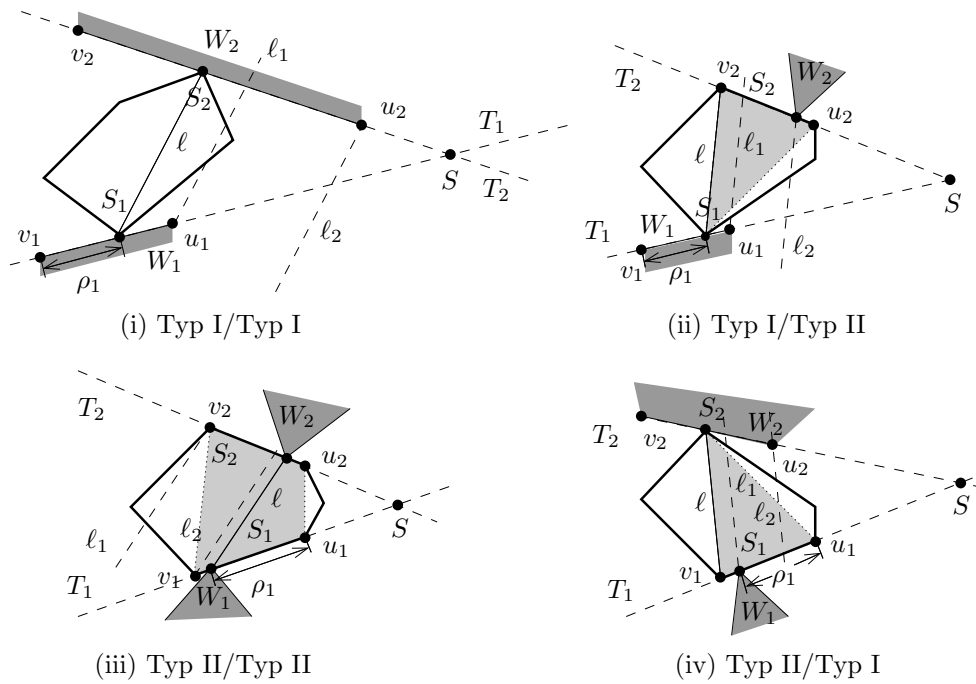 v₂ W₂ ℓ₁
S₂ u₂ T₁
ℓ S T₂
S₁ ℓ₂
v₁ u₁ W₁
ρ₁
(i) Typ I/Typ I
T₂ v₂ S₂ W₂
u₂
ℓ ℓ₁
S
T₁ W₁ S₁ u₁ ℓ₂
v₁ ρ₁
(ii) Typ I/Typ II
T₂ v₂ W₂
S₂ u₂
ℓ₁ ℓ₂ ℓ S₁ S
T₁ v₁ W₁ ρ₁ u₁
(iii) Typ II/Typ II
T₂ v₂ S₂ W₂
u₂
ℓ ℓ₁ ℓ₂ S
T₁ v₁ S₁ ρ₁ u₁
W₁
(iv) Typ II/Typ I